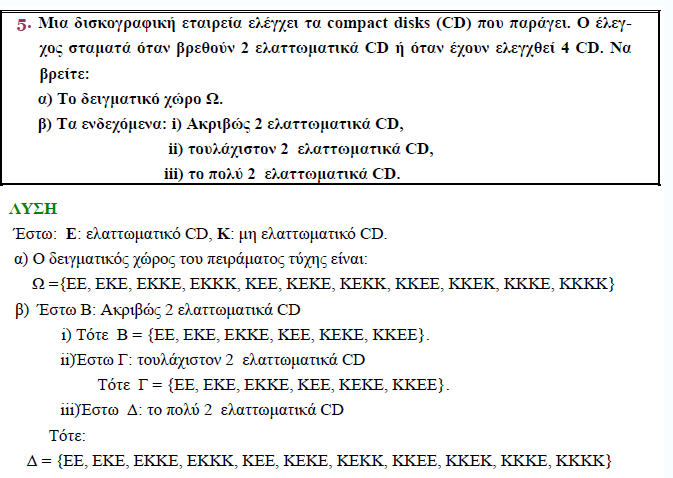 5. Μια δισκογραφική εταιρεία ελέγχει τα compact disks (CD) που παράγει. Ο έλεγ-
χος σταματά όταν βρεθούν 2 ελαττωματικά CD ή όταν έχουν ελεγχθεί 4 CD. Να
βρείτε:
α) Το δειγματικό χώρο Ω.
β) Τα ενδεχόμενα: i) Ακριβώς 2 ελαττωματικά CD,
ii) τουλάχιστον 2 ελαττωματικά CD,
iii) το πολύ 2 ελαττωματικά CD.
ΛΥΣΗ
Έστω: Ε: ελαττωματικό CD, Κ: μη ελαττωματικό CD.
α) Ο δειγματικός χώρος του πειράματος τύχης είναι:
Ω ={ΕΕ, ΕΚΕ, ΕΚΚΕ, ΕΚΚΚ, ΚΕΕ, ΚΕΚΕ, ΚΕΚΚ, ΚΚΕΕ, ΚΚΕΚ, ΚΚΚΕ, ΚΚΚΚ}
β) Έστω Β: Ακριβώς 2 ελαττωματικά CD
i) Τότε Β = {ΕΕ, ΕΚΕ, ΕΚΚΕ, ΚΕΕ, ΚΕΚΕ, ΚΚΕΕ}.
ii)Έστω Γ: τουλάχιστον 2 ελαττωματικά CD
Τότε Γ = {ΕΕ, ΕΚΕ, ΕΚΚΕ, ΚΕΕ, ΚΕΚΕ, ΚΚΕΕ}.
iii)Έστω Δ: το πολύ 2 ελαττωματικά CD
Τότε:
Δ = {ΕΕ, ΕΚΕ, ΕΚΚΕ, ΕΚΚΚ, ΚΕΕ, ΚΕΚΕ, ΚΕΚΚ, ΚΚΕΕ, ΚΚΕΚ, ΚΚΚΕ, ΚΚΚΚ}